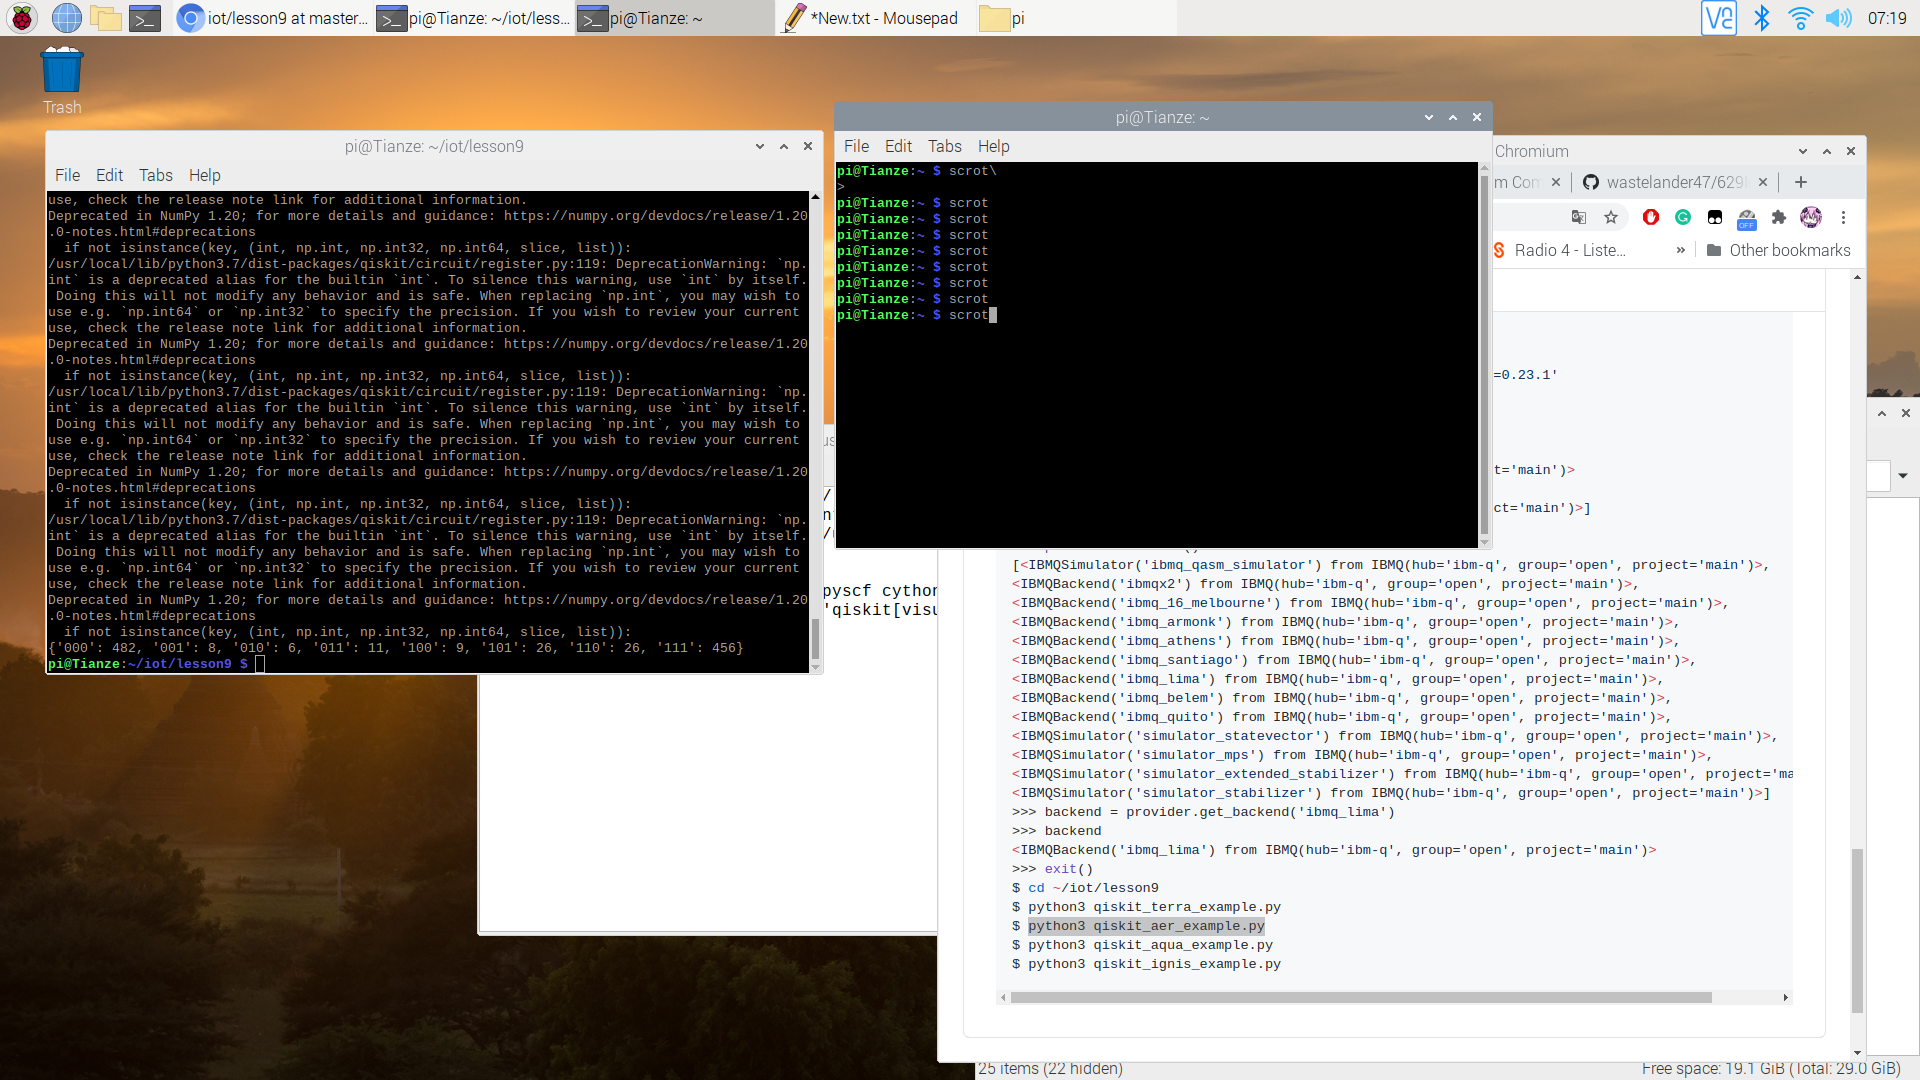 iot/lesson9 at master...
pi@Tianze: ~/iot/less...
pi@Tianze: ~
*New.txt - Mousepad
pi
07:19
Trash
pi@Tianze: ~/iot/lesson9
File Edit Tabs Help
use, check the release note link for additional information.
Deprecated in NumPy 1.20; for more details and guidance: https://numpy.org/devdocs/release/1.20
.0-notes.html#deprecations
if not isinstance(key, (int, np.int, np.int32, np.int64, slice, list)):
/usr/local/lib/python3.7/dist-packages/qiskit/circuit/register.py:119: DeprecationWarning: `np.
int` is a deprecated alias for the builtin `int`. To silence this warning, use `int` by itself.
Doing this will not modify any behavior and is safe. When replacing `np.int`, you may wish to
use e.g. `np.int64` or `np.int32` to specify the precision. If you wish to review your current
use, check the release note link for additional information.
Deprecated in NumPy 1.20; for more details and guidance: https://numpy.org/devdocs/release/1.20
.0-notes.html#deprecations
if not isinstance(key, (int, np.int, np.int32, np.int64, slice, list)):
/usr/local/lib/python3.7/dist-packages/qiskit/circuit/register.py:119: DeprecationWarning: `np.
int` is a deprecated alias for the builtin `int`. To silence this warning, use `int` by itself.
Doing this will not modify any behavior and is safe. When replacing `np.int`, you may wish to
use e.g. `np.int64` or `np.int32` to specify the precision. If you wish to review your current
use, check the release note link for additional information.
Deprecated in NumPy 1.20; for more details and guidance: https://numpy.org/devdocs/release/1.20
.0-notes.html#deprecations
if not isinstance(key, (int, np.int, np.int32, np.int64, slice, list)):
/usr/local/lib/python3.7/dist-packages/qiskit/circuit/register.py:119: DeprecationWarning: `np.
int` is a deprecated alias for the builtin `int`. To silence this warning, use `int` by itself.
Doing this will not modify any behavior and is safe. When replacing `np.int`, you may wish to
use e.g. `np.int64` or `np.int32` to specify the precision. If you wish to review your current
use, check the release note link for additional information.
Deprecated in NumPy 1.20; for more details and guidance: https://numpy.org/devdocs/release/1.20
.0-notes.html#deprecations
if not isinstance(key, (int, np.int, np.int32, np.int64, slice, list)):
{'000': 482, '001': 8, '010': 6, '011': 11, '100': 9, '101': 26, '110': 26, '111': 456}
pi@Tianze:~/iot/lesson9 $
pi@Tianze: ~
File Edit Tabs Help
pi@Tianze:~ $ scrot\
>
pi@Tianze:~ $ scrot
pi@Tianze:~ $ scrot
pi@Tianze:~ $ scrot
pi@Tianze:~ $ scrot
pi@Tianze:~ $ scrot
pi@Tianze:~ $ scrot
pi@Tianze:~ $ scrot
pi@Tianze:~ $ scrot
pyscf cython
'qiskit[visu
Chromium
m Com
wastelander47/629
OFF
Radio 4 - Liste...
» Other bookmarks
=0.23.1'
t='main')>
ct='main')>]
[<IBMQSimulator('ibmq_qasm_simulator') from IBMQ(hub='ibm-q', group='open', project='main')>,
<IBMQBackend('ibmqx2') from IBMQ(hub='ibm-q', group='open', project='main')>,
<IBMQBackend('ibmq_16_melbourne') from IBMQ(hub='ibm-q', group='open', project='main')>,
<IBMQBackend('ibmq_armonk') from IBMQ(hub='ibm-q', group='open', project='main')>,
<IBMQBackend('ibmq_athens') from IBMQ(hub='ibm-q', group='open', project='main')>,
<IBMQBackend('ibmq_santiago') from IBMQ(hub='ibm-q', group='open', project='main')>,
<IBMQBackend('ibmq_lima') from IBMQ(hub='ibm-q', group='open', project='main')>,
<IBMQBackend('ibmq_belem') from IBMQ(hub='ibm-q', group='open', project='main')>,
<IBMQBackend('ibmq_quito') from IBMQ(hub='ibm-q', group='open', project='main')>,
<IBMQSimulator('simulator_statevector') from IBMQ(hub='ibm-q', group='open', project='main')>,
<IBMQSimulator('simulator_mps') from IBMQ(hub='ibm-q', group='open', project='main')>,
<IBMQSimulator('simulator_extended_stabilizer') from IBMQ(hub='ibm-q', group='open', project='ma
<IBMQSimulator('simulator_stabilizer') from IBMQ(hub='ibm-q', group='open', project='main')>]
>>> backend = provider.get_backend('ibmq_lima')
>>> backend
<IBMQBackend('ibmq_lima') from IBMQ(hub='ibm-q', group='open', project='main')>
>>> exit()
$ cd ~/iot/lesson9
$ python3 qiskit_terra_example.py
$ python3 qiskit_aer_example.py
$ python3 qiskit_aqua_example.py
$ python3 qiskit_ignis_example.py
25 items (22 hidden)
Free space: 19.1 GiB (Total: 29.0 GiB)